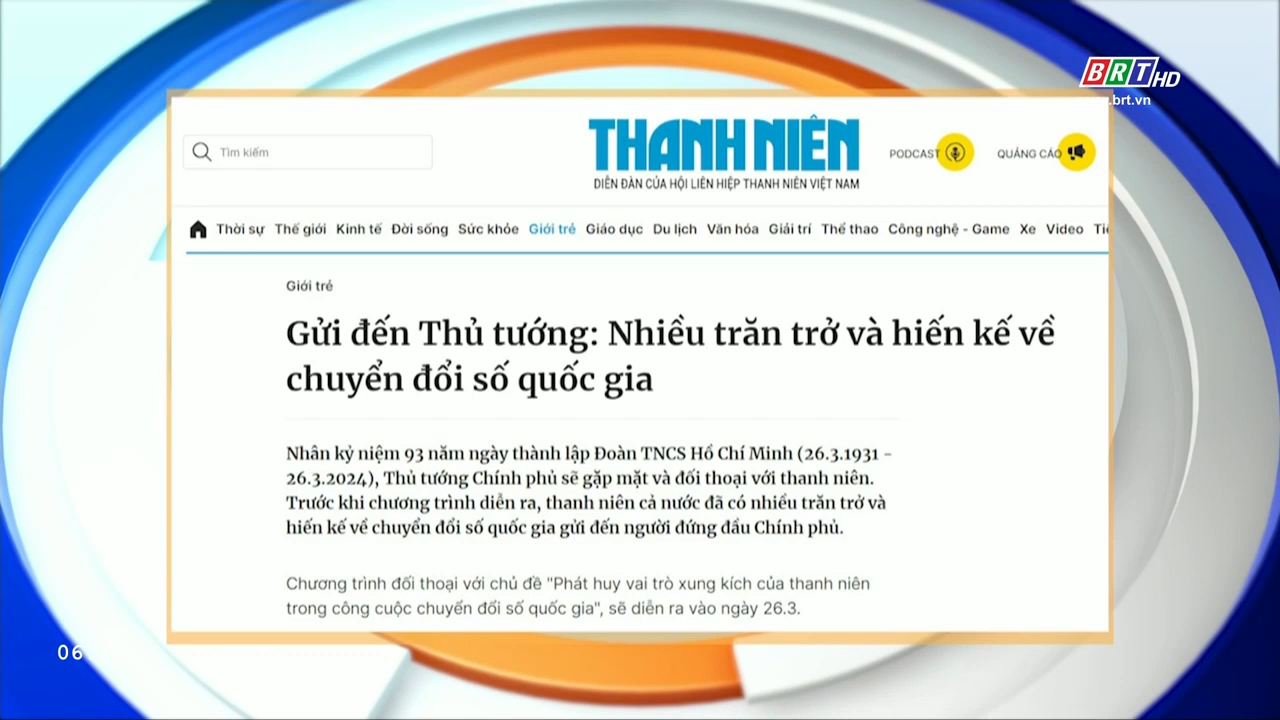 BRT HD
.brt.vn
Tìm kiếm
THANH NIÊN
PODCAST
QUẢNG CÁO
DIỄN ĐÀN CỦA HỘI LIÊN HIỆP THANH NIÊN VIỆT NAM
Thời sự Thế giới Kinh tế Đời sống Sức khỏe Giới trẻ Giáo dục Du lịch Văn hóa Giải trí Thể thao Công nghệ - Game Xe Video
Giới trẻ
Gửi đến Thủ tướng: Nhiều trăn trở và hiến kế về
chuyển đổi số quốc gia
Nhân kỷ niệm 93 năm ngày thành lập Đoàn TNCS Hồ Chí Minh (26.3.1931 -
26.3.2024), Thủ tướng Chính phủ sẽ gặp mặt và đối thoại với thanh niên.
Trước khi chương trình diễn ra, thanh niên cả nước đã có nhiều trăn trở và
hiến kế về chuyển đổi số quốc gia gửi đến người đứng đầu Chính phủ.
Chương trình đối thoại với chủ đề "Phát huy vai trò xung kích của thanh niên
trong công cuộc chuyển đổi số quốc gia", sẽ diễn ra vào ngày 26.3.
06